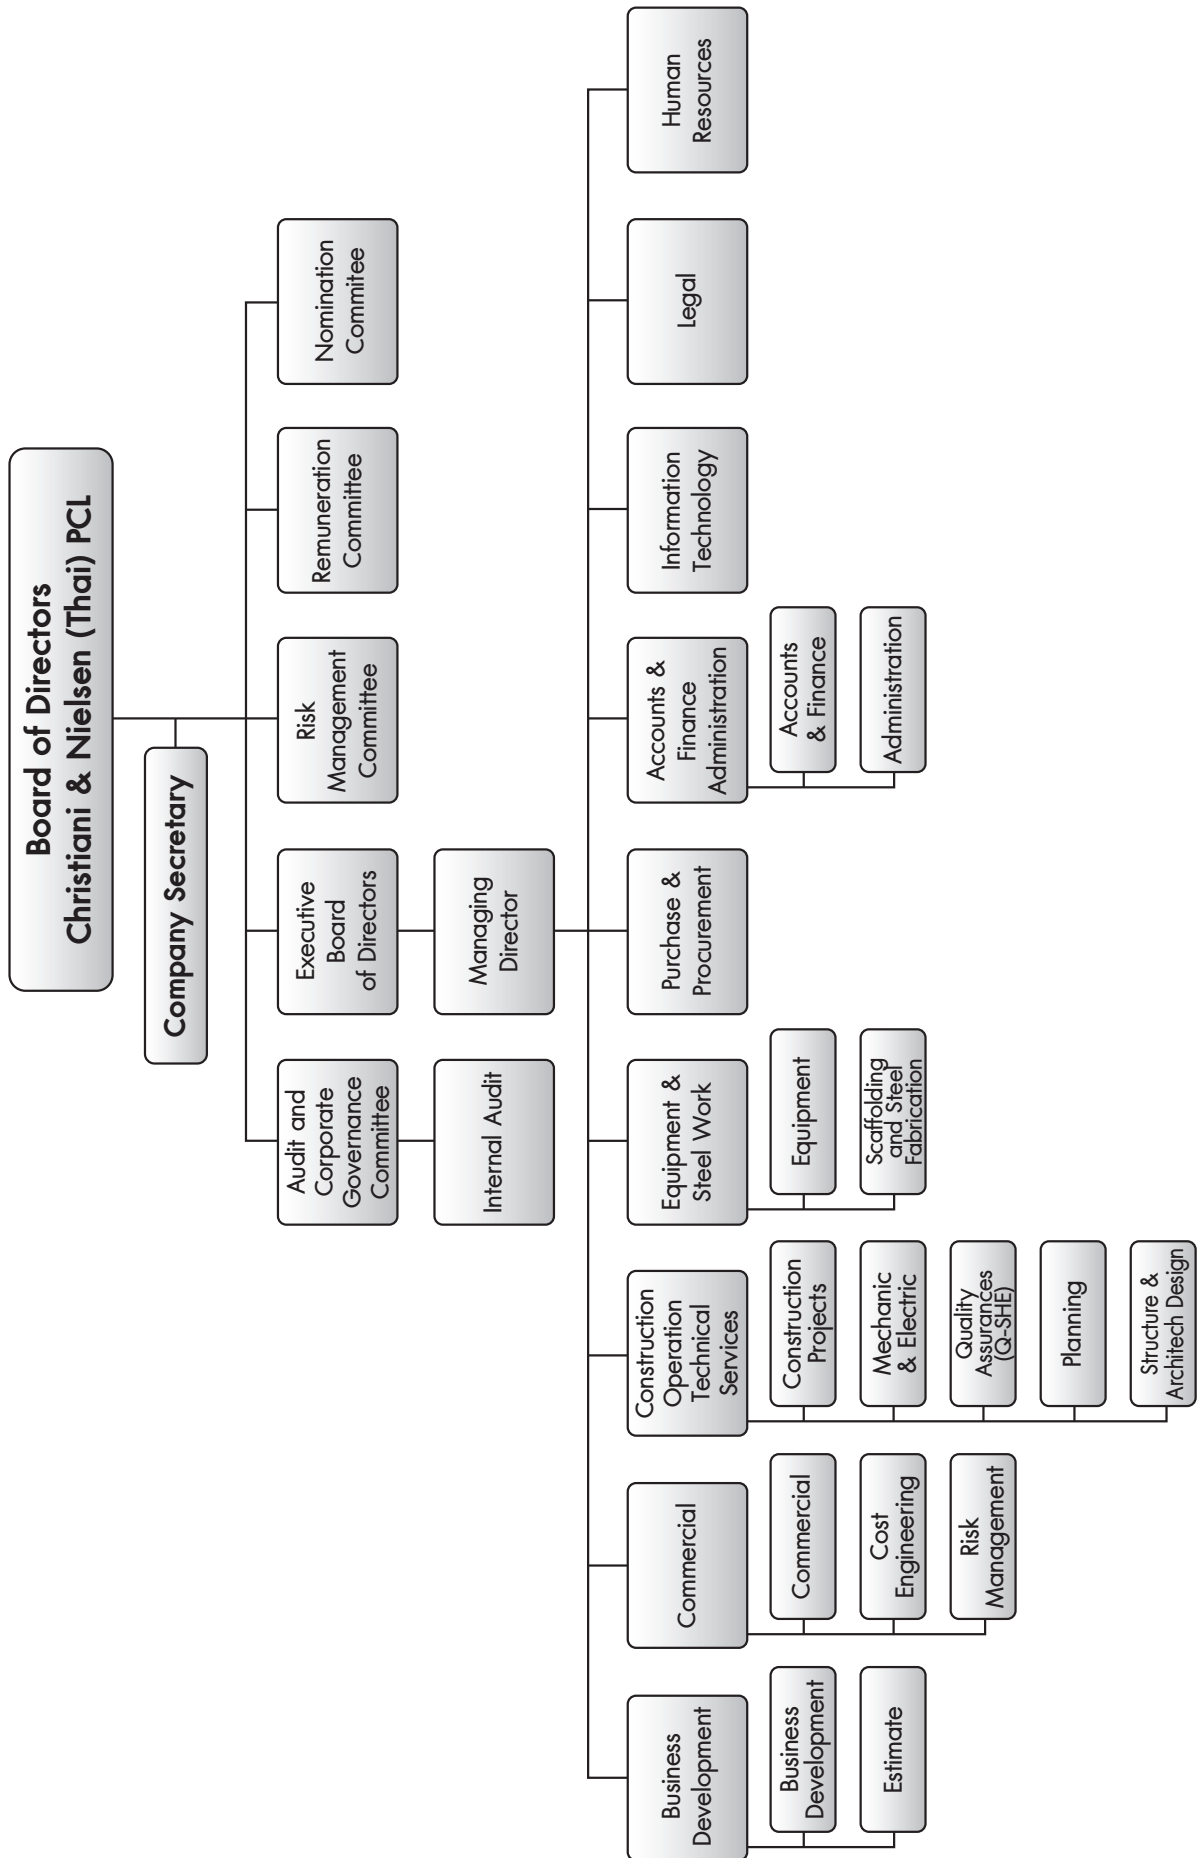 Board of Directors
Christiani & Nielsen (Thai) PCL
Company Secretary
Audit and
Corporate
Governance
Committee
Executive
Board
of Directors
Risk
Management
Committee
Remuneration
Committee
Nomination
Commitee
Internal Audit
Managing
Director
Business
Development
Commercial
Construction
Operation
Technical
Services
Equipment &
Steel Work
Purchase &
Procurement
Accounts &
Finance
Administration
Information
Technology
Legal
Human
Resources
Business
Development
Estimate
Commercial
Cost
Engineering
Risk
Management
Construction
Projects
Mechanic
& Electric
Quality
Assurances
(Q-SHE)
Planning
Structure &
Architech Design
Equipment
Scaffolding
and Steel
Fabrication
Accounts
& Finance
Administration